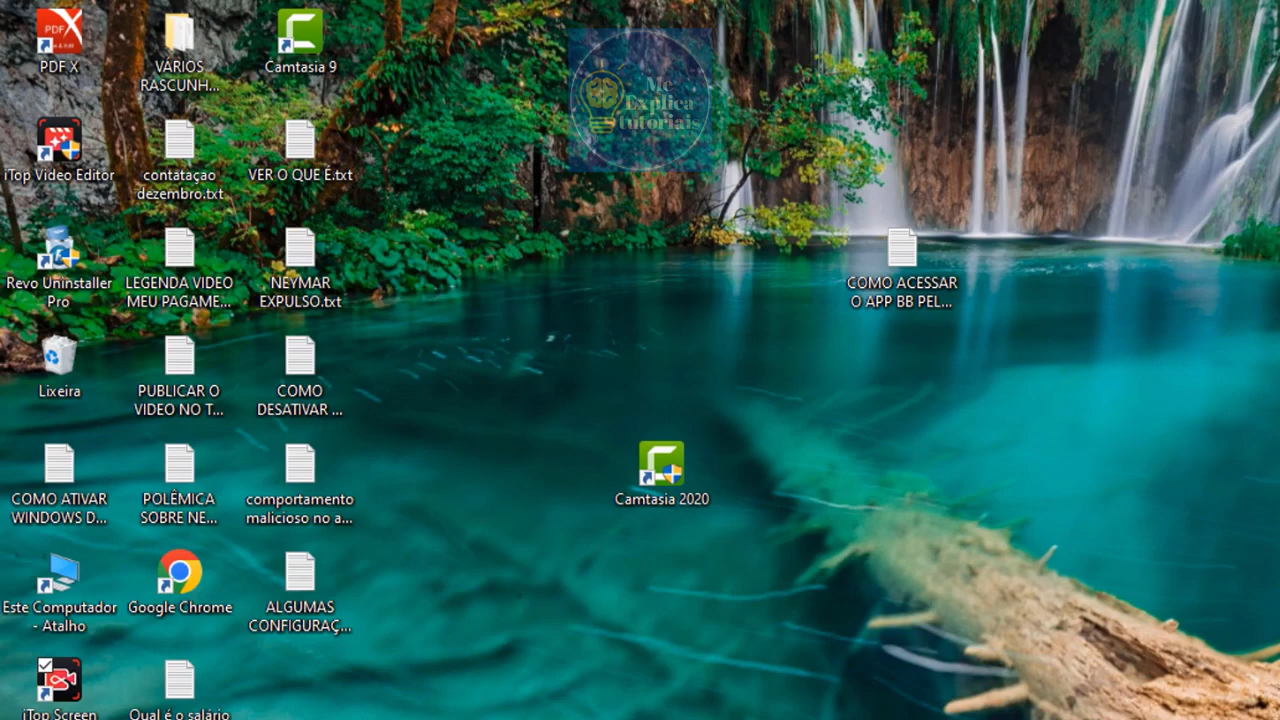 PDF X
VÁRIOS
RASCUNH...
Camtasia 9
Me
Explica
tutoriais
iTop Video Editor
contataçao
dezembro.txt
VER O QUE É.txt
Revo Uninstaller
Pro
LEGENDA VIDEO
MEU PAGAME...
NEYMAR
EXPULSO.txt
COMO ACESSAR
O APP BB PEL...
Lixeira
PUBLICAR O
VIDEO NO T...
COMO
DESATIVAR ...
COMO ATIVAR
WINDOWS D...
POLÊMICA
SOBRE NE...
comportamento
malicioso no a...
Camtasia 2020
Este Computador
- Atalho
Google Chrome
ALGUMAS
CONFIGURAÇ...
iTop Screen
Qual é o salário